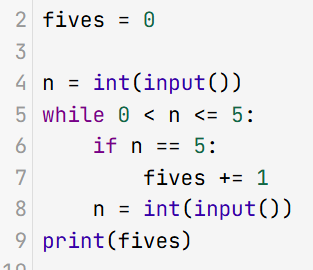 2 fives = 0
3
4 n = int(input())
5 while 0 < n <= 5:
6     if n == 5:
7         fives += 1
8     n = int(input())
9 print(fives)
10